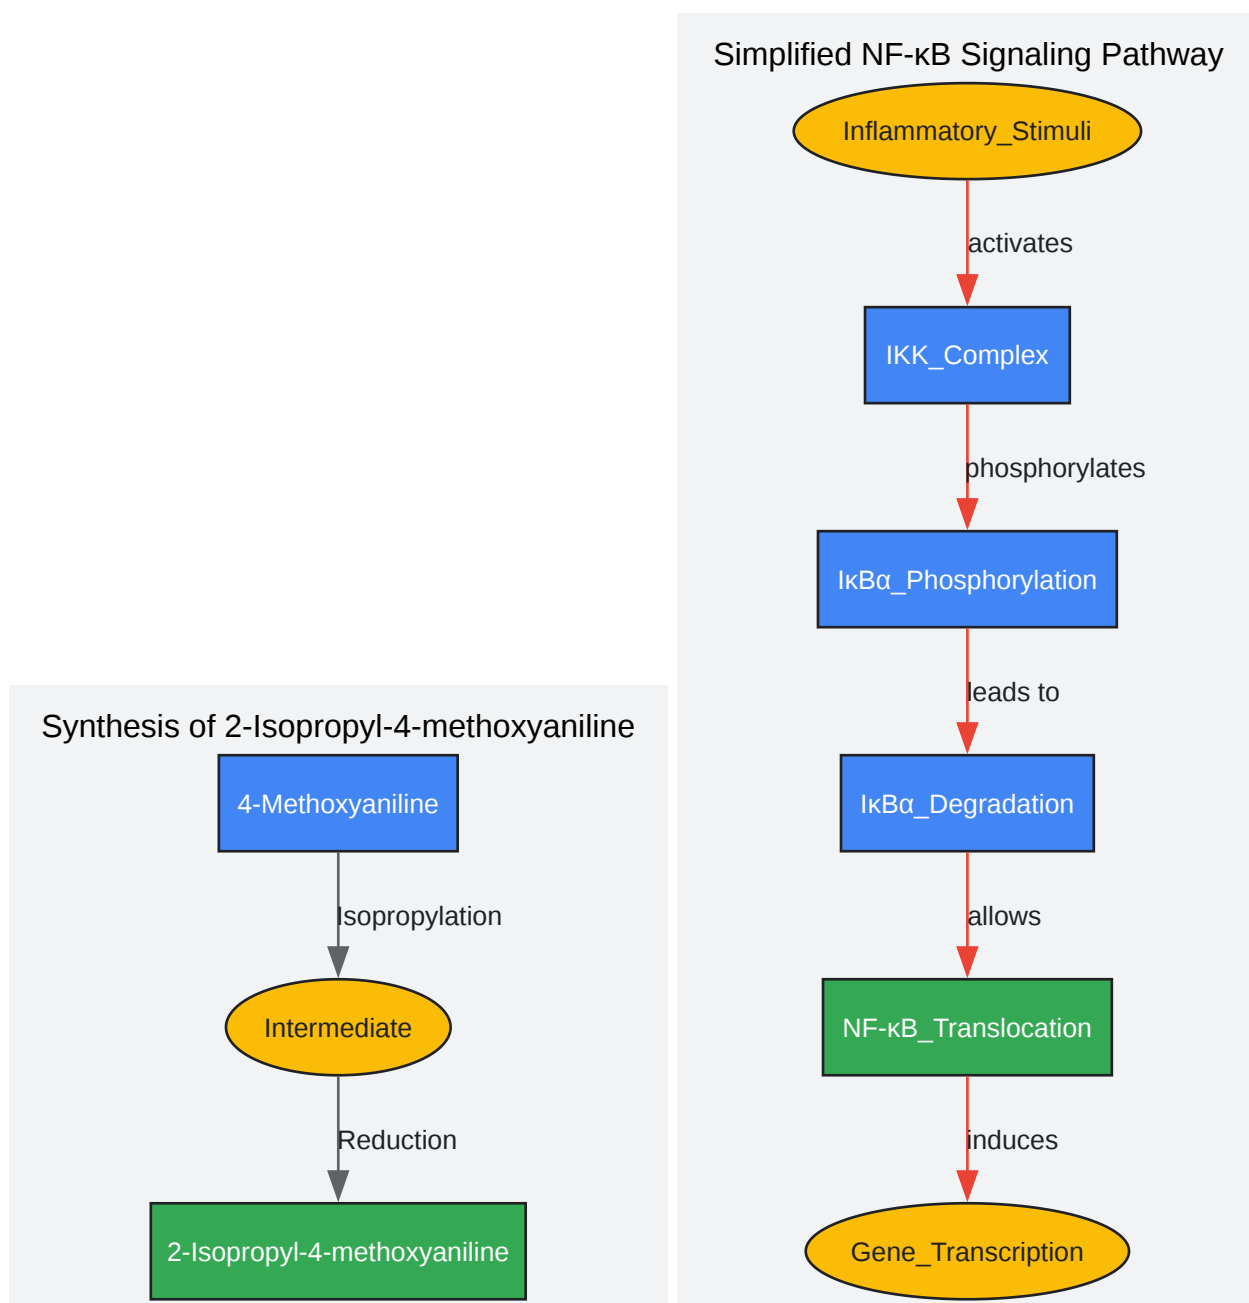 Simplified NF-κB Signaling Pathway
Inflammatory_Stimuli
activates
IKK_Complex
phosphorylates
IκBα_Phosphorylation
leads to
IκBα_Degradation
allows
NF-κB_Translocation
induces
Gene_Transcription
Synthesis of 2-Isopropyl-4-methoxyaniline
4-Methoxyaniline
Isopropylation
Intermediate
Reduction
2-Isopropyl-4-methoxyaniline